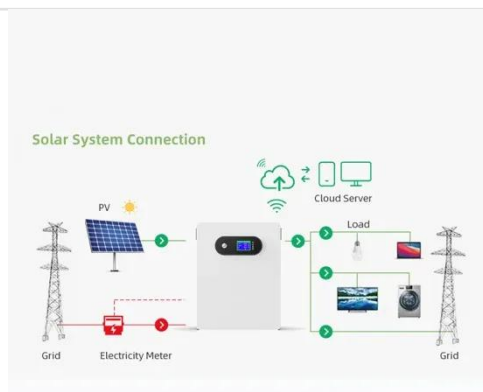 Solar System Connection
Cloud Server
PV
Load
Grid
Electricity Meter
Grid